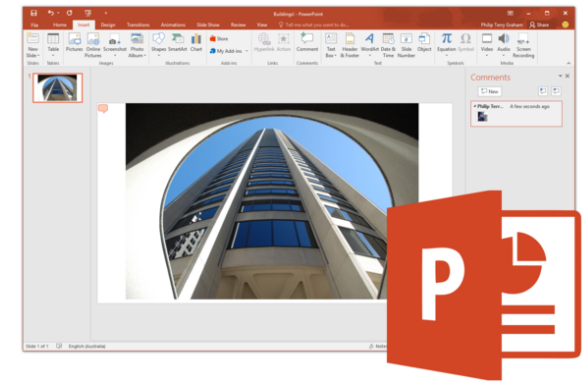 Buildings1 - PowerPoint
File Home Insert Design Transitions Animations Slide Show Review View Tell me what you want to do... Philip Terry Graham Share
New Slide Table Pictures Online Pictures Screenshot Photo Album Shapes SmartArt Chart Store My Add-ins Hyperlink Action Comment Text Box Header & Footer WordArt Date & Time Slide Number Object Equation Symbol Video Audio Screen Recording
Slides Tables Images Illustrations Add-ins Links Comments Text Symbols Media
1
Comments
New
Philip Terr... A few seconds ago
P
Slide 1 of 1 English (Australia) Notes